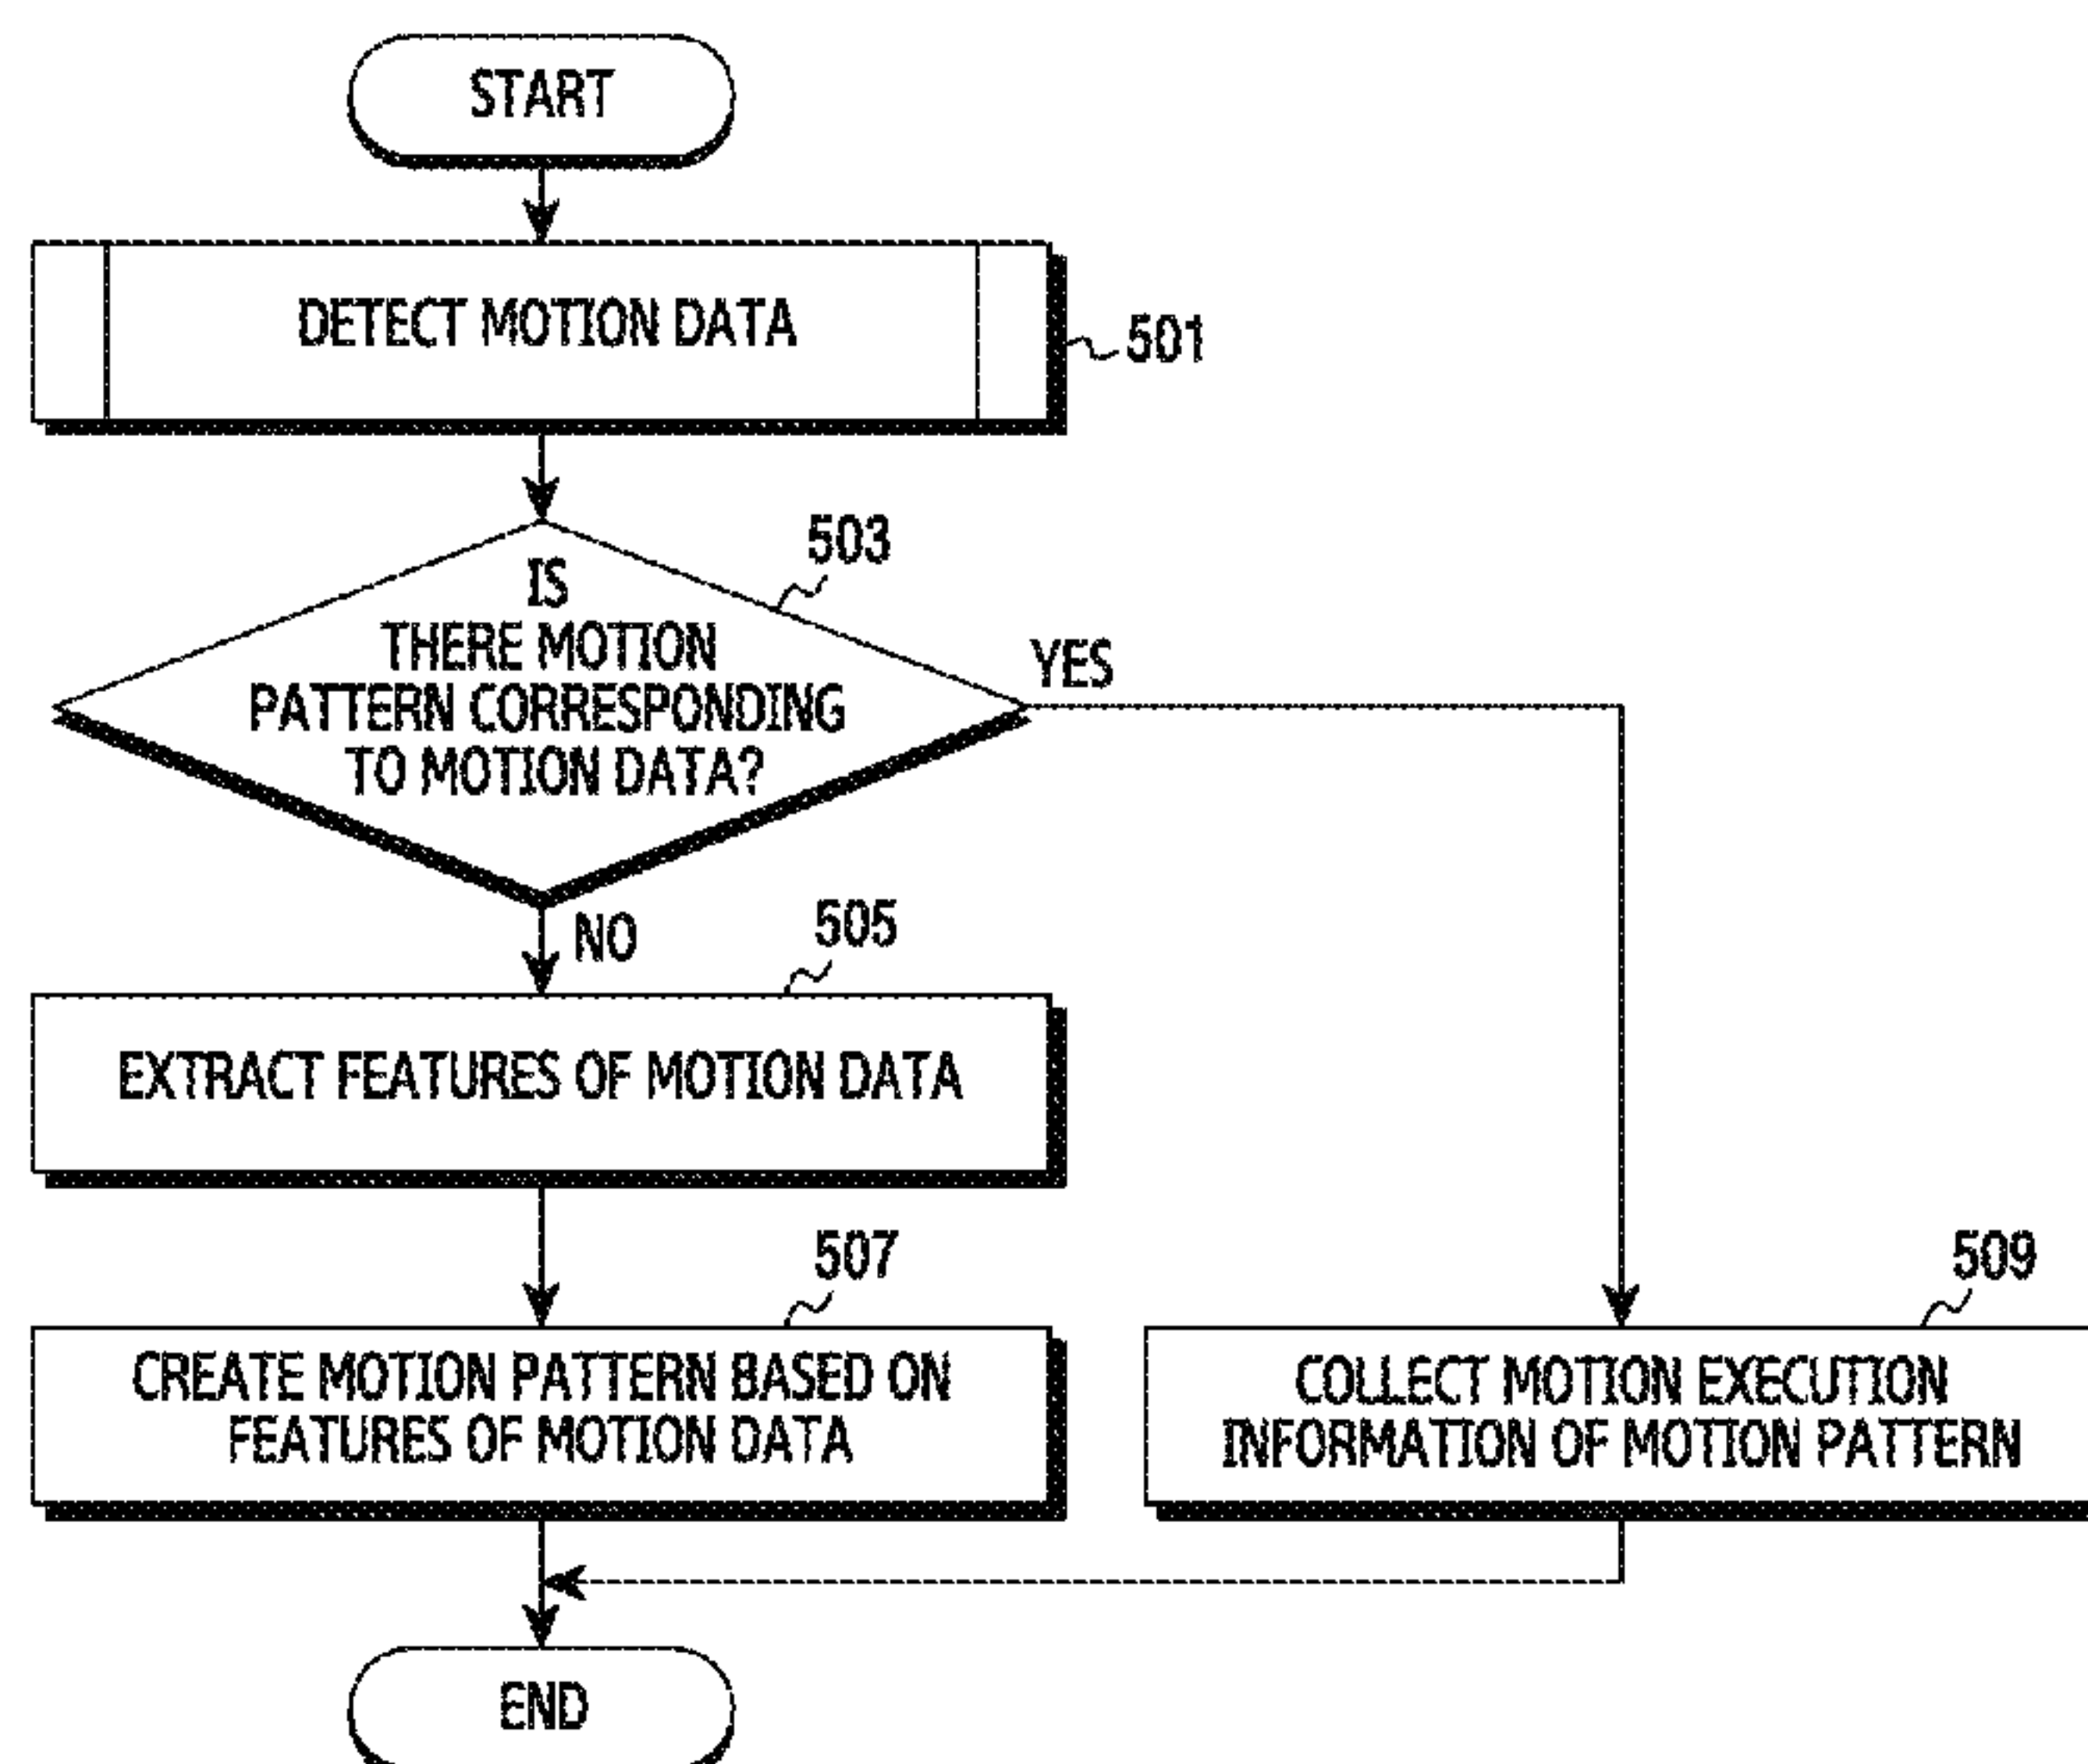 START
DETECT MOTION DATA
501
503
IS
THERE MOTION
PATTERN CORRESPONDING
TO MOTION DATA?
YES
NO
505
EXTRACT FEATURES OF MOTION DATA
507
CREATE MOTION PATTERN BASED ON
FEATURES OF MOTION DATA
509
COLLECT MOTION EXECUTION
INFORMATION OF MOTION PATTERN
END